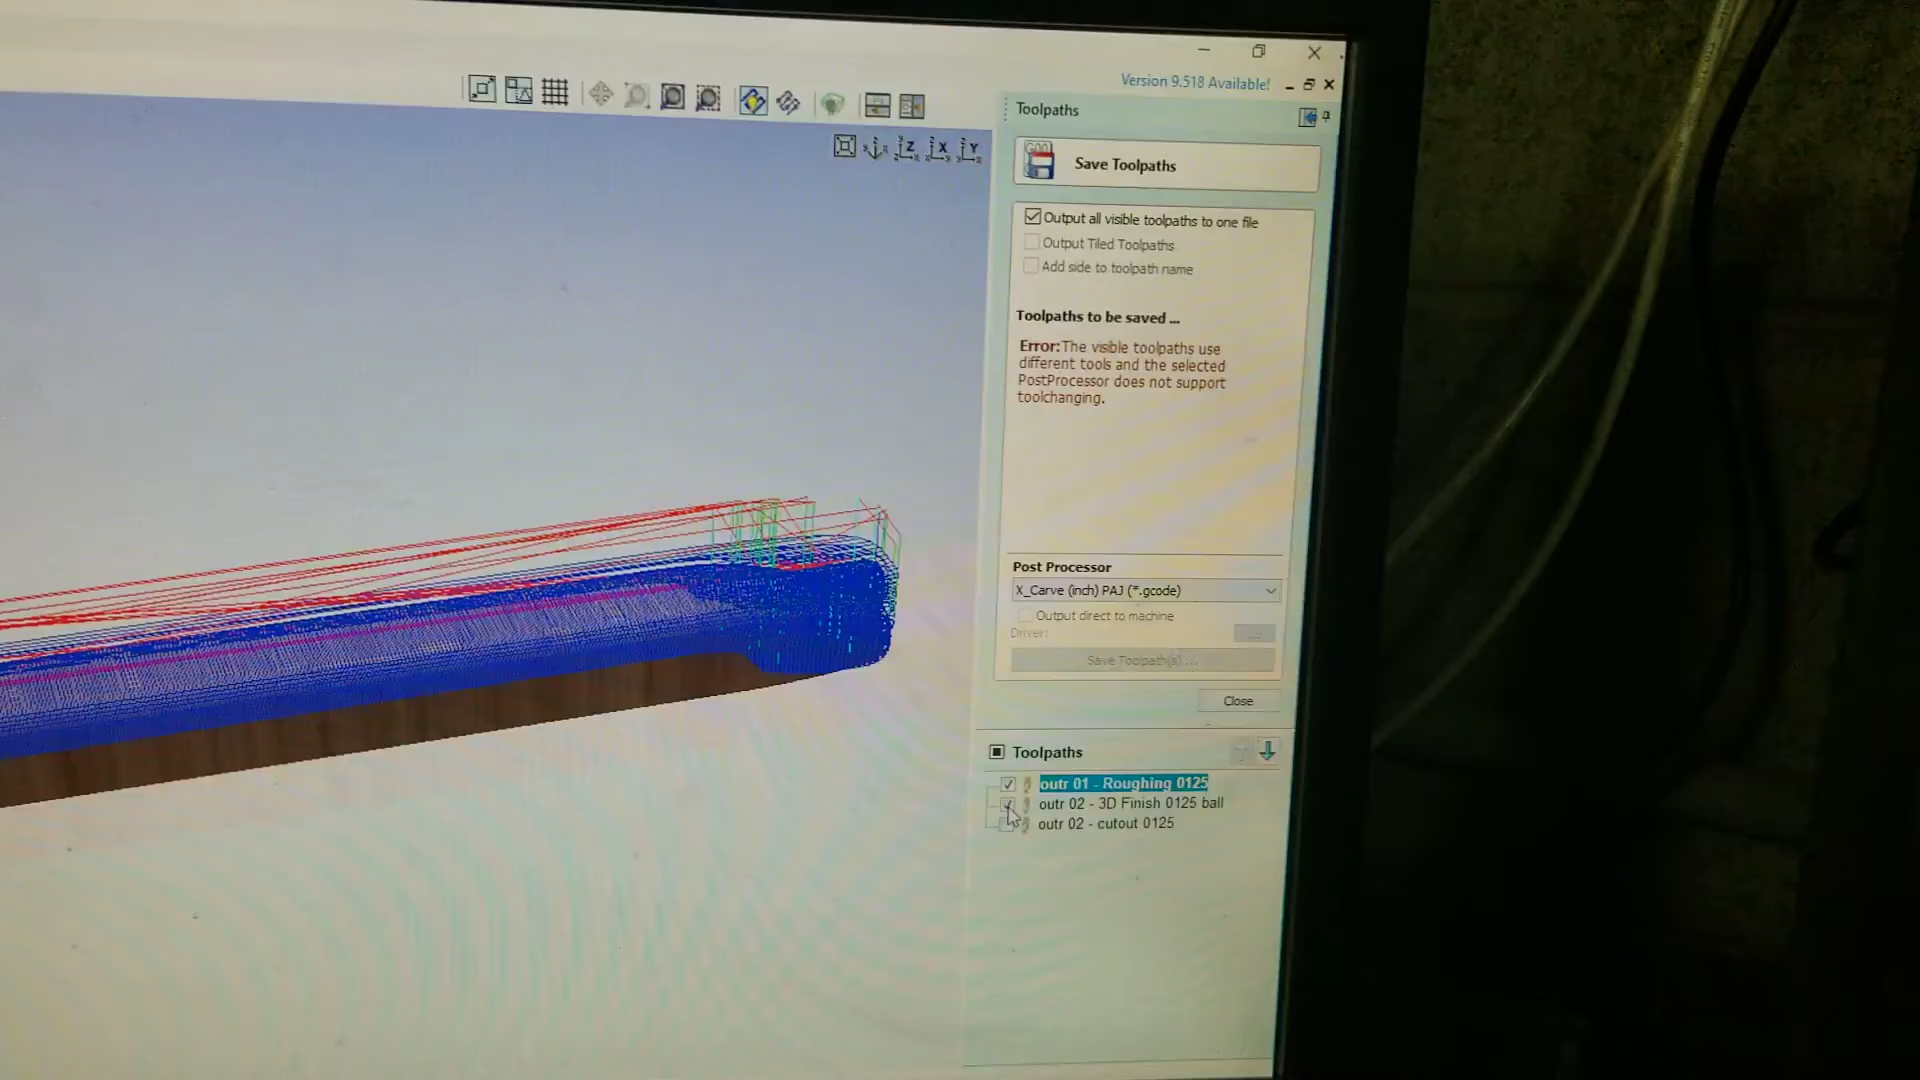 Version 9.518 Available!
Toolpaths
Z
X
Y
Save Toolpaths
Output all visible toolpaths to one file
Output Tiled Toolpaths
Add side to toolpath name
Toolpaths to be saved ...
Error:The visible toolpaths use
different tools and the selected
PostProcessor does not support
toolchanging.
Post Processor
X_Carve (inch) PAJ (*.gcode)
Output direct to machine
Driver:
...
Save Toolpath(s) ...
Close
Toolpaths
outr 01 - Roughing 0125
outr 02 - 3D Finish 0125 ball
outr 02 - cutout 0125